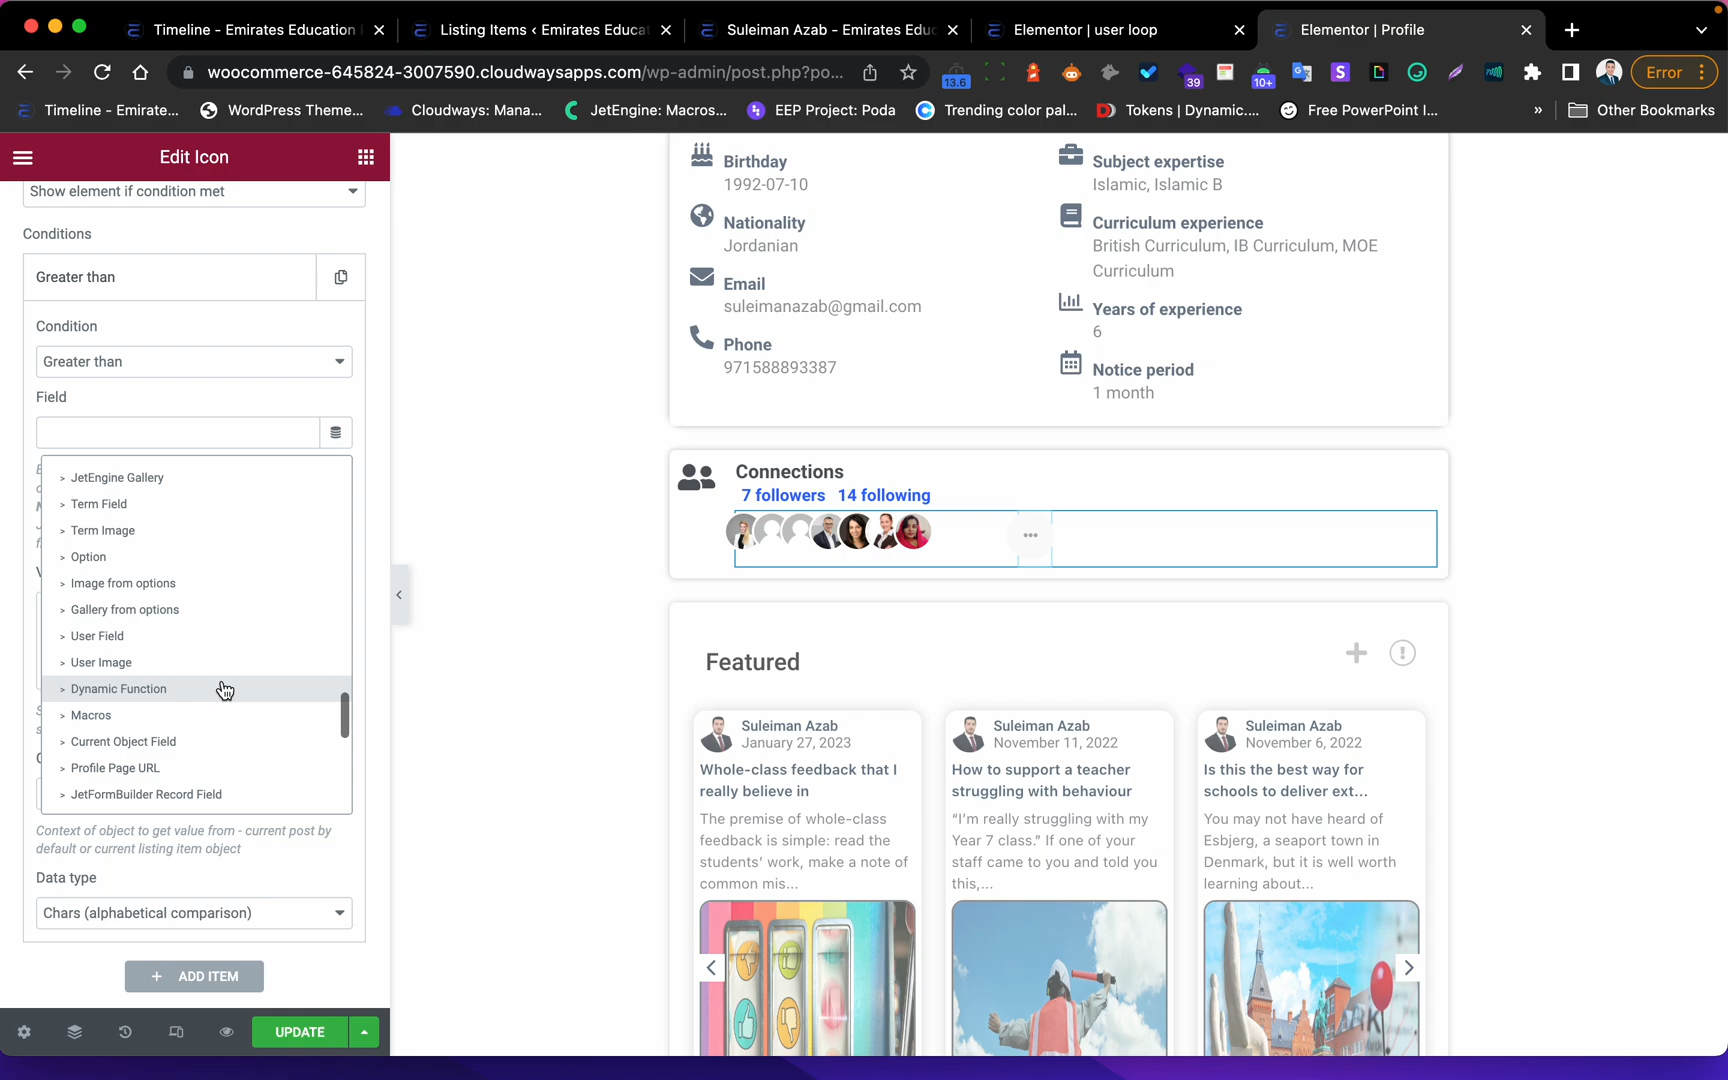 Timeline - Emirates Education
Listing Items ‹ Emirates Educat
Suleiman Azab - Emirates Educ
Elementor | user loop
Elementor | Profile
woocommerce-645824-3007590.cloudwaysapps.com/wp-admin/post.php?po...
13.6
39
10+
Error
Timeline - Emirate...
WordPress Theme...
Cloudways: Mana...
JetEngine: Macros...
EEP Project: Poda
Trending color pal...
Tokens | Dynamic....
Free PowerPoint I...
»
Other Bookmarks
Edit Icon
Show element if condition met
Conditions
Greater than
Condition
Greater than
Field
> JetEngine Gallery
> Term Field
> Term Image
> Option
> Image from options
> Gallery from options
> User Field
> User Image
> Dynamic Function
> Macros
> Current Object Field
> Profile Page URL
> JetFormBuilder Record Field
Context of object to get value from - current post by
default or current listing item object
Data type
Chars (alphabetical comparison)
+ ADD ITEM
UPDATE
Birthday
1992-07-10
Nationality
Jordanian
Email
suleimanazab@gmail.com
Phone
971588893387
Subject expertise
Islamic, Islamic B
Curriculum experience
British Curriculum, IB Curriculum, MOE
Curriculum
Years of experience
6
Notice period
1 month
Connections
7 followers 14 following
Featured
Suleiman Azab
January 27, 2023
Whole-class feedback that I
really believe in
The premise of whole-class
feedback is simple: read the
students' work, make a note of
common mis...
Suleiman Azab
November 11, 2022
How to support a teacher
struggling with behaviour
“I'm really struggling with my
Year 7 class.” If one of your
staff came to you and told you
this,...
Suleiman Azab
November 6, 2022
Is this the best way for
schools to deliver ext...
You may not have heard of
Esbjerg, a seaport town in
Denmark, but it is well worth
learning about...